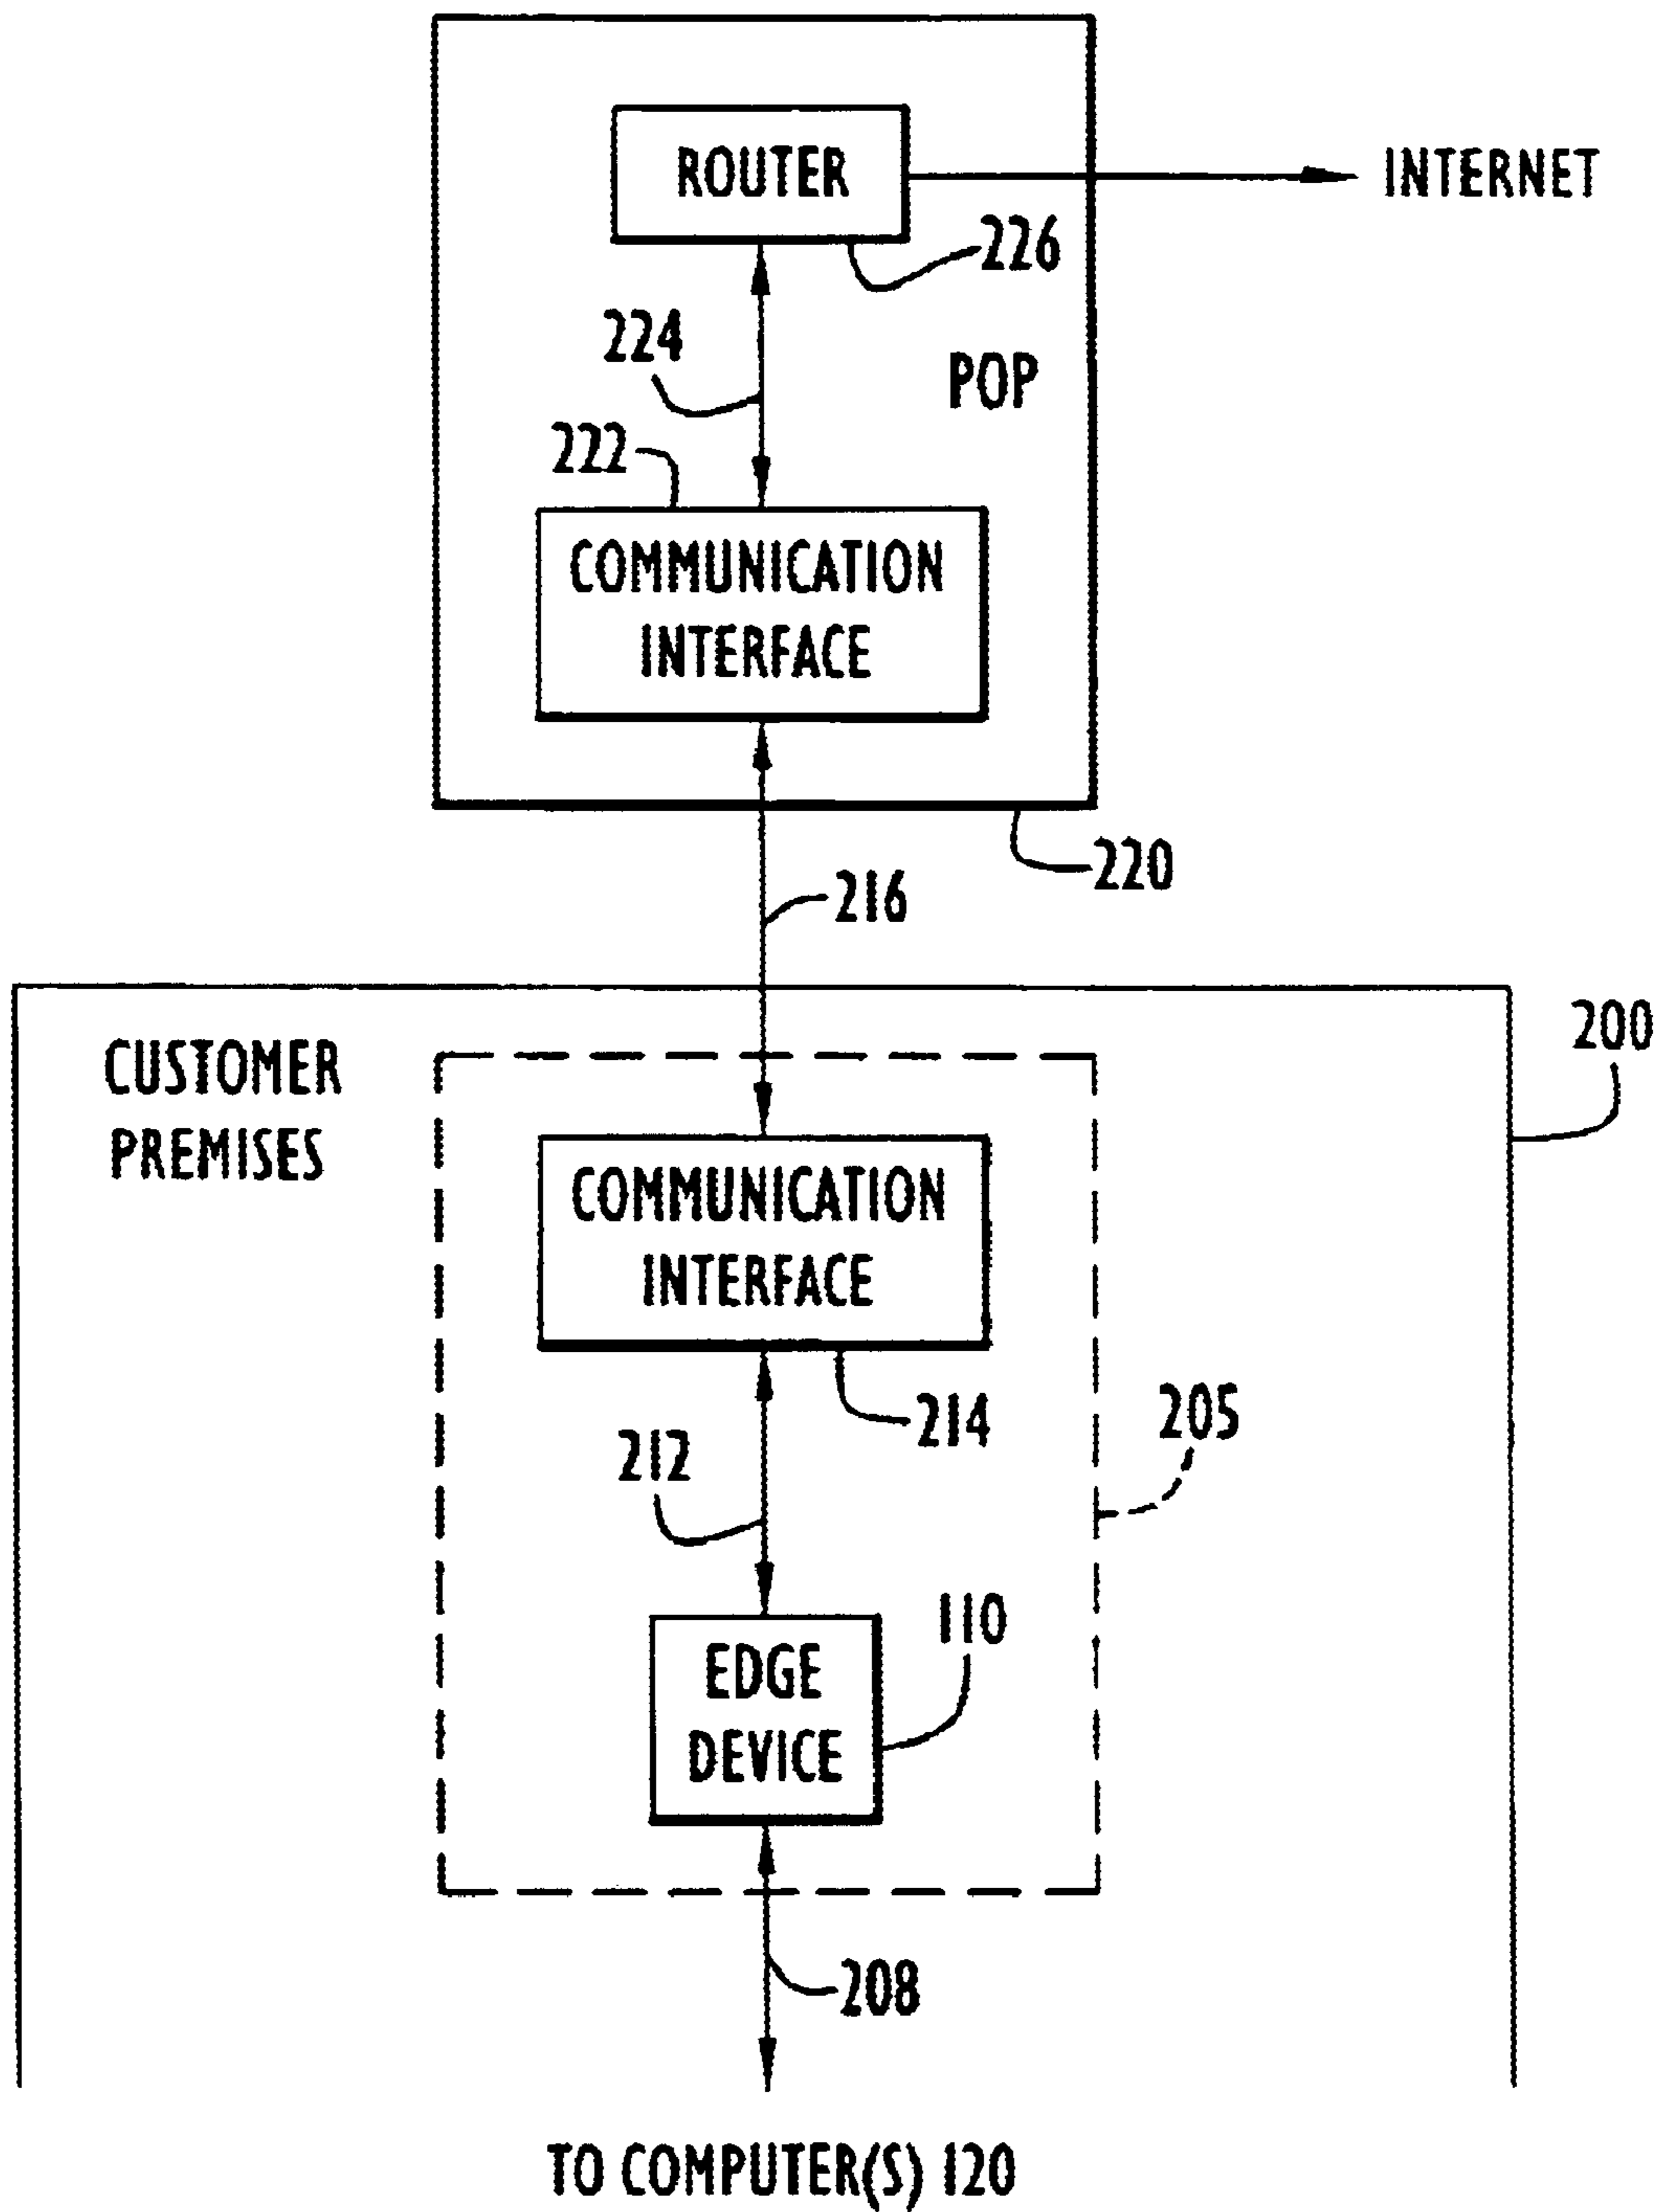 ROUTER
INTERNET
226
224
POP
222
COMMUNICATION
INTERFACE
220
216
200
CUSTOMER
PREMISES
COMMUNICATION
INTERFACE
205
214
212
110
EDGE
DEVICE
208
TO COMPUTER(S) 120